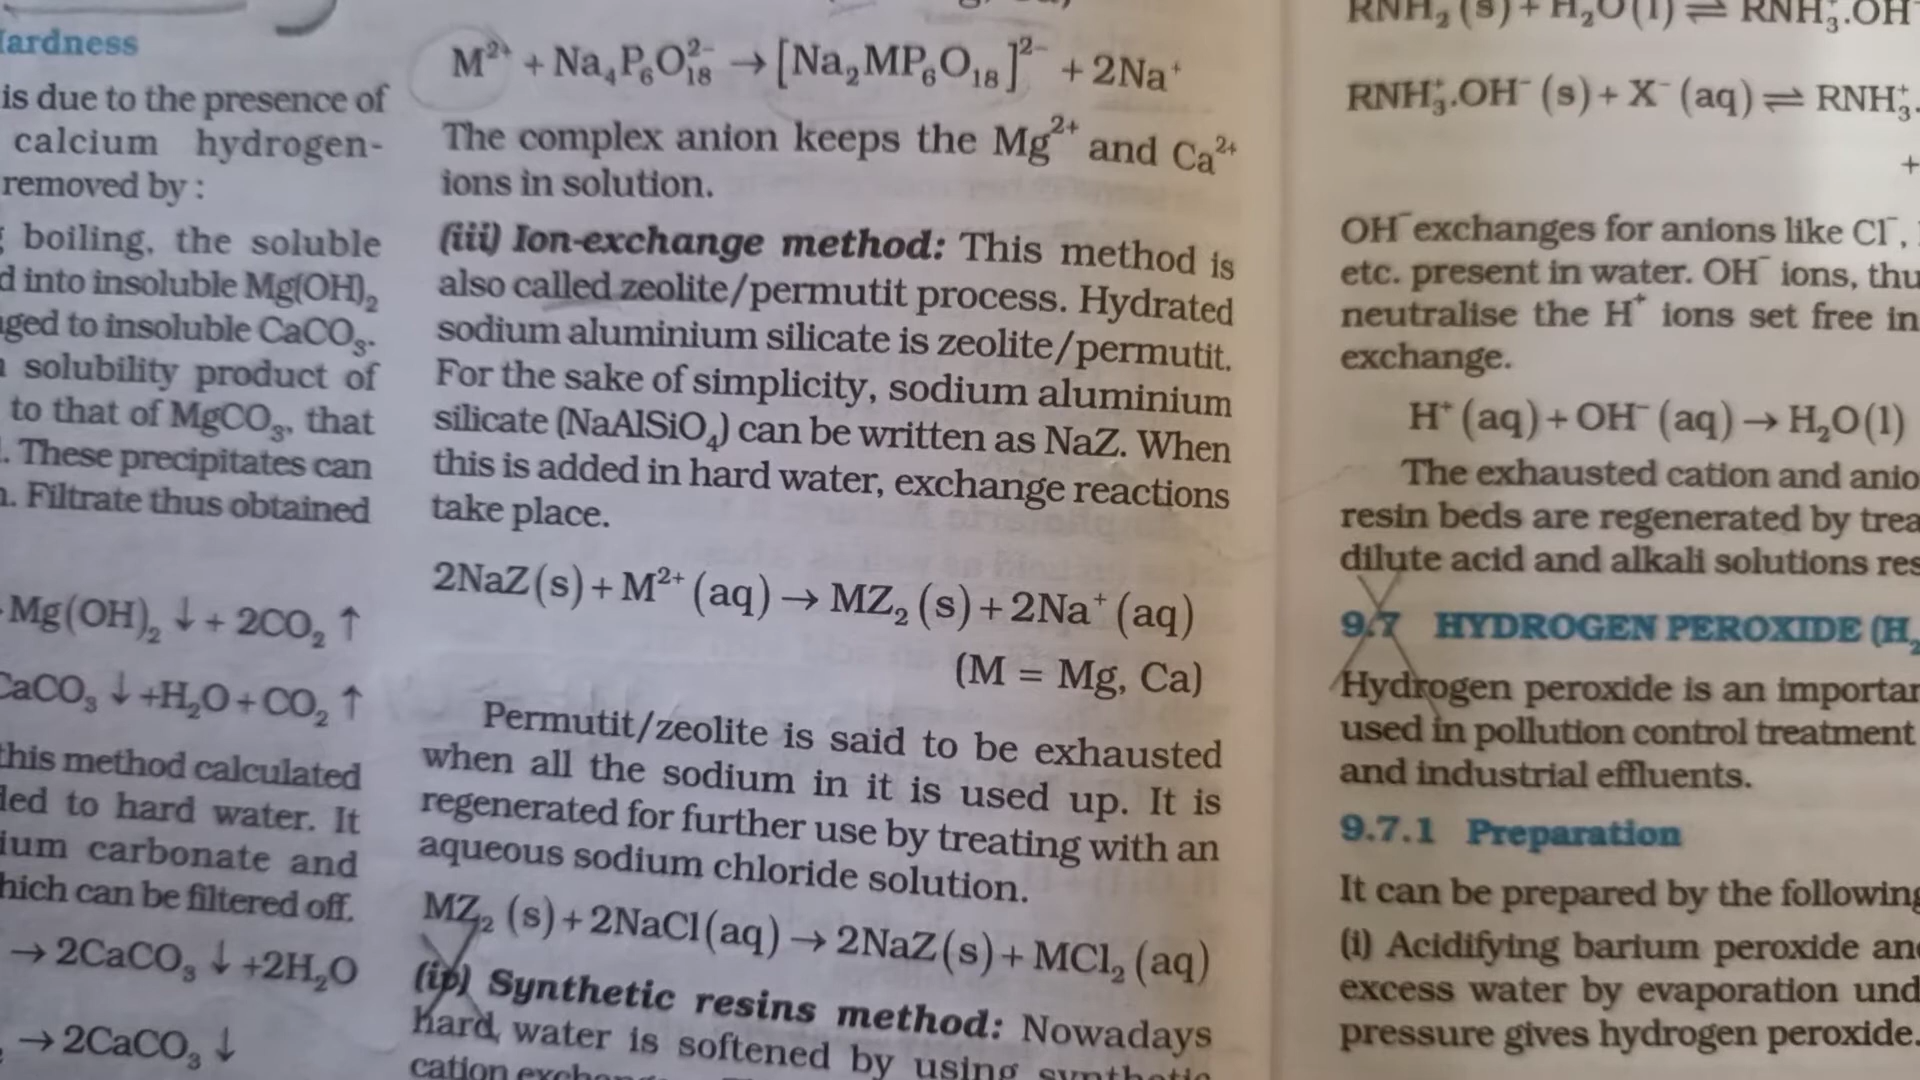 Hardness
is due to the presence of
calcium hydrogen-
removed by :
boiling, the soluble
into insoluble Mg(OH)₂
to insoluble CaCO₃.
solubility product of
to that of MgCO₃, that
. These precipitates can
. Filtrate thus obtained
Mg(OH)₂ ↓ + 2CO₂ ↑
CaCO₃ ↓ +H₂O + CO₂ ↑
this method calculated
to hard water. It
carbonate and
which can be filtered off.
→ 2CaCO₃ ↓ +2H₂O
→ 2CaCO₃ ↓
M²⁺ + Na₄P₆O₁₈²⁻ → [Na₂MP₆O₁₈]²⁻ + 2Na⁺
The complex anion keeps the Mg²⁺ and Ca²⁺
ions in solution.
(iii) Ion-exchange method: This method is
also called zeolite/permutit process. Hydrated
sodium aluminium silicate is zeolite/permutit.
For the sake of simplicity, sodium aluminium
silicate (NaAlSiO₄) can be written as NaZ. When
this is added in hard water, exchange reactions
take place.
2NaZ(s) + M²⁺ (aq) → MZ₂ (s) + 2Na⁺ (aq)
(M = Mg, Ca)
Permutit/zeolite is said to be exhausted
when all the sodium in it is used up. It is
regenerated for further use by treating with an
aqueous sodium chloride solution.
MZ₂ (s) + 2NaCl(aq) → 2NaZ(s) + MCl₂ (aq)
(iv) Synthetic resins method: Nowadays
hard water is softened by using synthetic
cation
RNH₂ (s) + H₂O(l) ⇌ RNH₃⁺.OH
RNH₃⁺.OH⁻ (s) + X⁻ (aq) ⇌ RNH₃⁺.
+
OH⁻ exchanges for anions like Cl⁻,
etc. present in water. OH⁻ ions,
neutralise the H⁺ ions set free in
exchange.
H⁺ (aq) + OH⁻ (aq) → H₂O(l)
The exhausted cation and
resin beds are regenerated by
dilute acid and alkali solutions
9.7 HYDROGEN PEROXIDE (H₂
Hydrogen peroxide is an
used in pollution control treatment
and industrial effluents.
9.7.1 Preparation
It can be prepared by the following
(i) Acidifying barium peroxide
excess water by evaporation
pressure gives hydrogen peroxide.